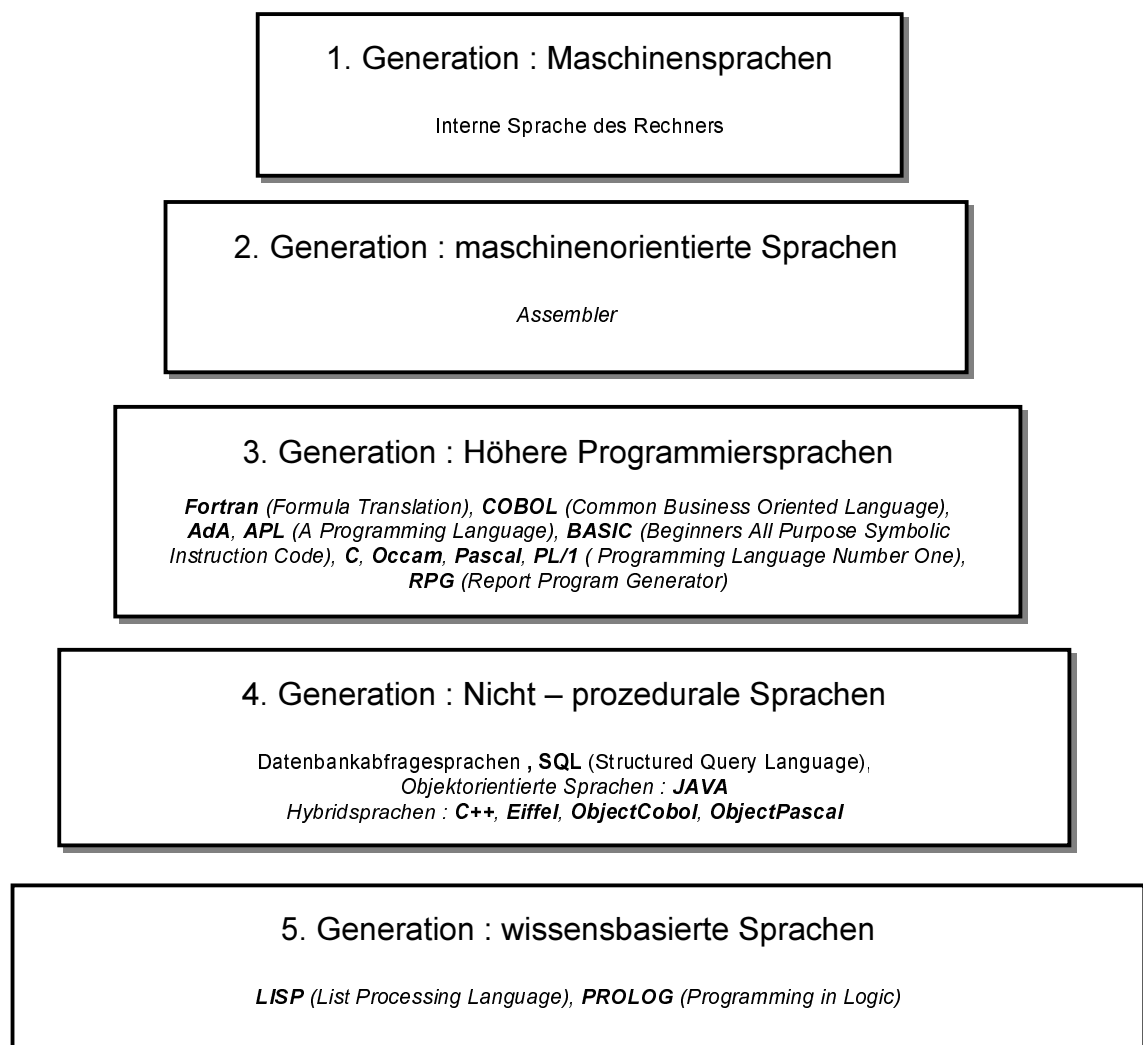 1. Generation : Maschinensprachen
Interne Sprache des Rechners
2. Generation : maschinenorientierte Sprachen
Assembler
3. Generation : Höhere Programmiersprachen
Fortran (Formula Translation), COBOL (Common Business Oriented Language),
AdA, APL (A Programming Language), BASIC (Beginners All Purpose Symbolic
Instruction Code), C, Occam, Pascal, PL/1 ( Programming Language Number One),
RPG (Report Program Generator)
4. Generation : Nicht – prozedurale Sprachen
Datenbankabfragesprachen , SQL (Structured Query Language),
Objektorientierte Sprachen : JAVA
Hybridsprachen : C++, Eiffel, ObjectCobol, ObjectPascal
5. Generation : wissensbasierte Sprachen
LISP (List Processing Language), PROLOG (Programming in Logic)